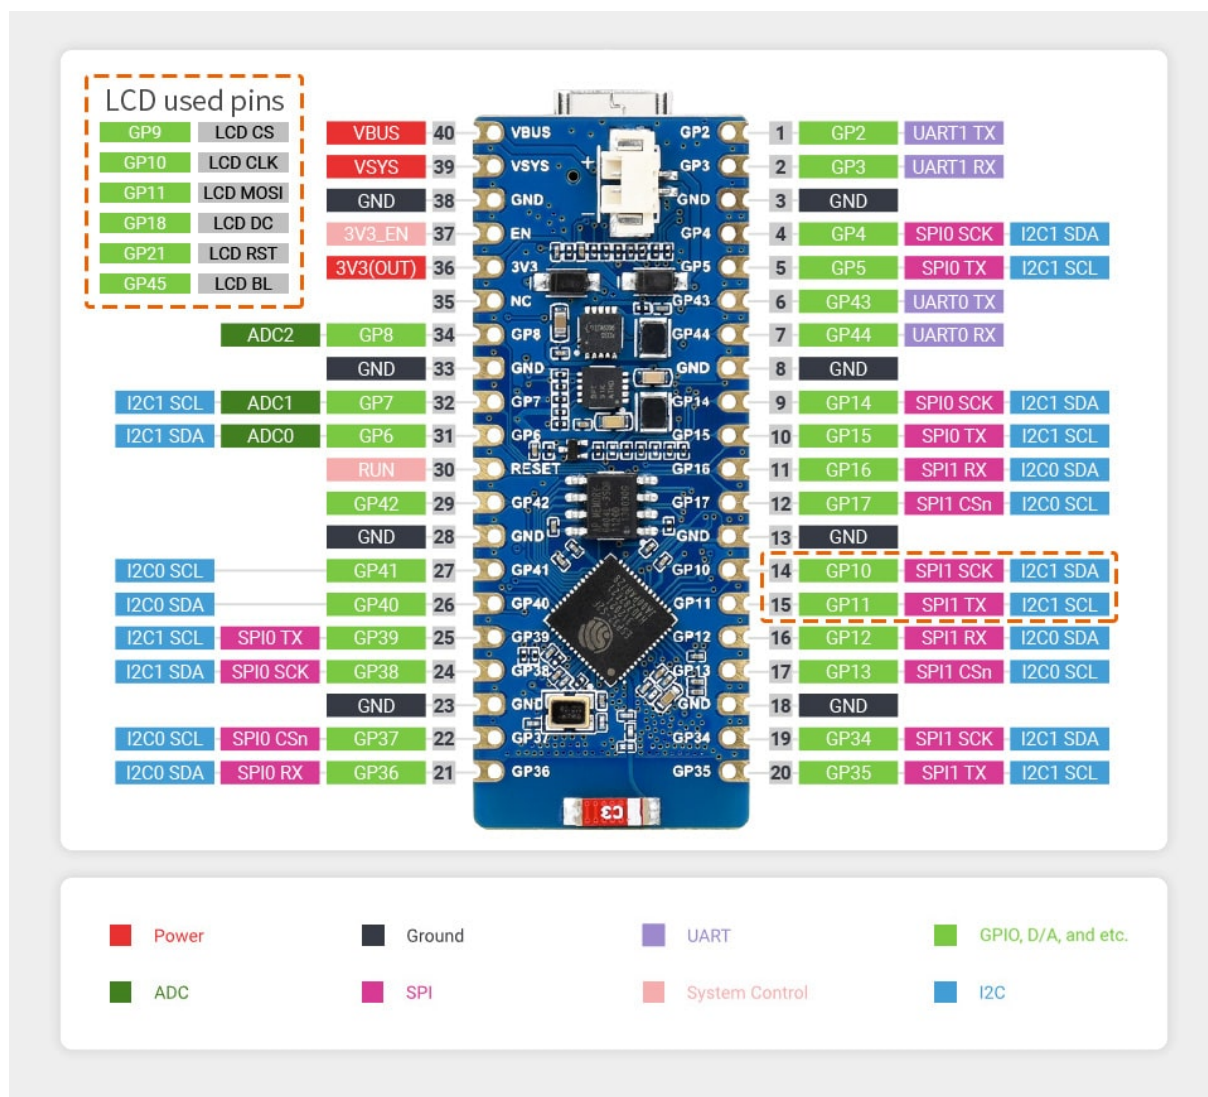 LCD used pins
GP9 LCD CS
GP10 LCD CLK
GP11 LCD MOSI
GP18 LCD DC
GP21 LCD RST
GP45 LCD BL
VBUS 40 VBUS GP2 1 GP2 UART1 TX
VSYS 39 VSYS + GP3 2 GP3 UART1 RX
GND 38 GND GND 3 GND
3V3_EN 37 EN GP4 4 GP4 SPI0 SCK I2C1 SDA
3V3(OUT) 36 3V3 GP5 5 GP5 SPI0 TX I2C1 SCL
35 NC GP43 6 GP43 UART0 TX
ADC2 GP8 34 GP8 GP44 7 GP44 UART0 RX
GND 33 GND GND 8 GND
I2C1 SCL ADC1 GP7 32 GP7 GP14 9 GP14 SPI0 SCK I2C1 SDA
I2C1 SDA ADC0 GP6 31 GP6 GP15 10 GP15 SPI0 TX I2C1 SCL
RUN 30 RESET GP16 11 GP16 SPI1 RX I2C0 SDA
GP42 29 GP42 GP17 12 GP17 SPI1 CSn I2C0 SCL
GND 28 GND GND 13 GND
I2C0 SCL GP41 27 GP41 GP10 14 GP10 SPI1 SCK I2C1 SDA
I2C0 SDA GP40 26 GP40 GP11 15 GP11 SPI1 TX I2C1 SCL
I2C1 SCL SPI0 TX GP39 25 GP39 GP12 16 GP12 SPI1 RX I2C0 SDA
I2C1 SDA SPI0 SCK GP38 24 GP38 GP13 17 GP13 SPI1 CSn I2C0 SCL
GND 23 GND GND 18 GND
I2C0 SCL SPI0 CSn GP37 22 GP37 GP34 19 GP34 SPI1 SCK I2C1 SDA
I2C0 SDA SPI0 RX GP36 21 GP36 GP35 20 GP35 SPI1 TX I2C1 SCL
C3
Power Ground UART GPIO, D/A, and etc.
ADC SPI System Control I2C